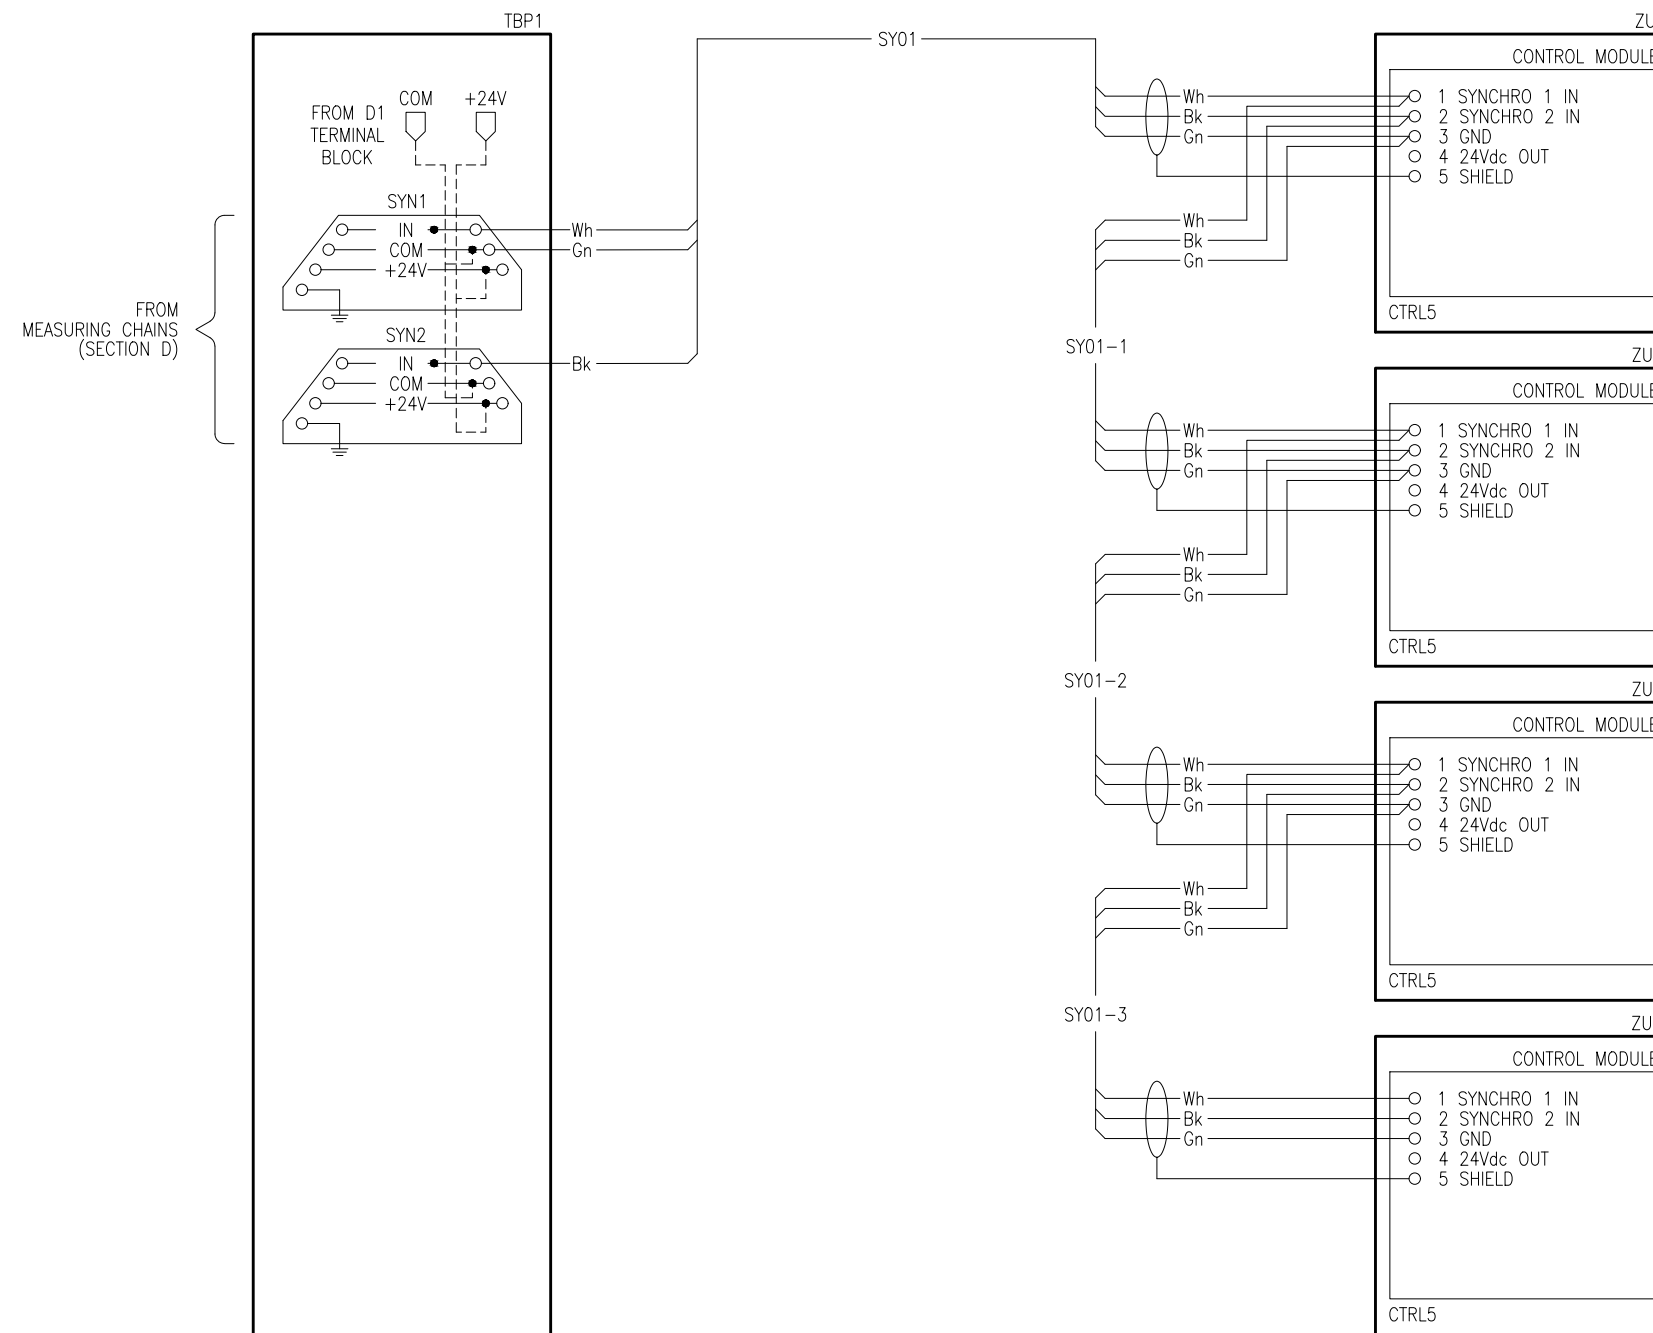 TBP1
FROM D1
TERMINAL
BLOCK
COM
+24V
SYN1
IN
COM
+24V
SYN2
IN
COM
+24V
FROM
MEASURING CHAINS
(SECTION D)
Wh
Gn
Bk
SY01
ZU
CONTROL MODULE
Wh
Bk
Gn
1 SYNCHRO 1 IN
2 SYNCHRO 2 IN
3 GND
4 24Vdc OUT
5 SHIELD
Wh
Bk
Gn
CTRL5
SY01-1
ZU
CONTROL MODULE
Wh
Bk
Gn
1 SYNCHRO 1 IN
2 SYNCHRO 2 IN
3 GND
4 24Vdc OUT
5 SHIELD
Wh
Bk
Gn
CTRL5
SY01-2
ZU
CONTROL MODULE
Wh
Bk
Gn
1 SYNCHRO 1 IN
2 SYNCHRO 2 IN
3 GND
4 24Vdc OUT
5 SHIELD
Wh
Bk
Gn
CTRL5
SY01-3
ZU
CONTROL MODULE
Wh
Bk
Gn
1 SYNCHRO 1 IN
2 SYNCHRO 2 IN
3 GND
4 24Vdc OUT
5 SHIELD
CTRL5